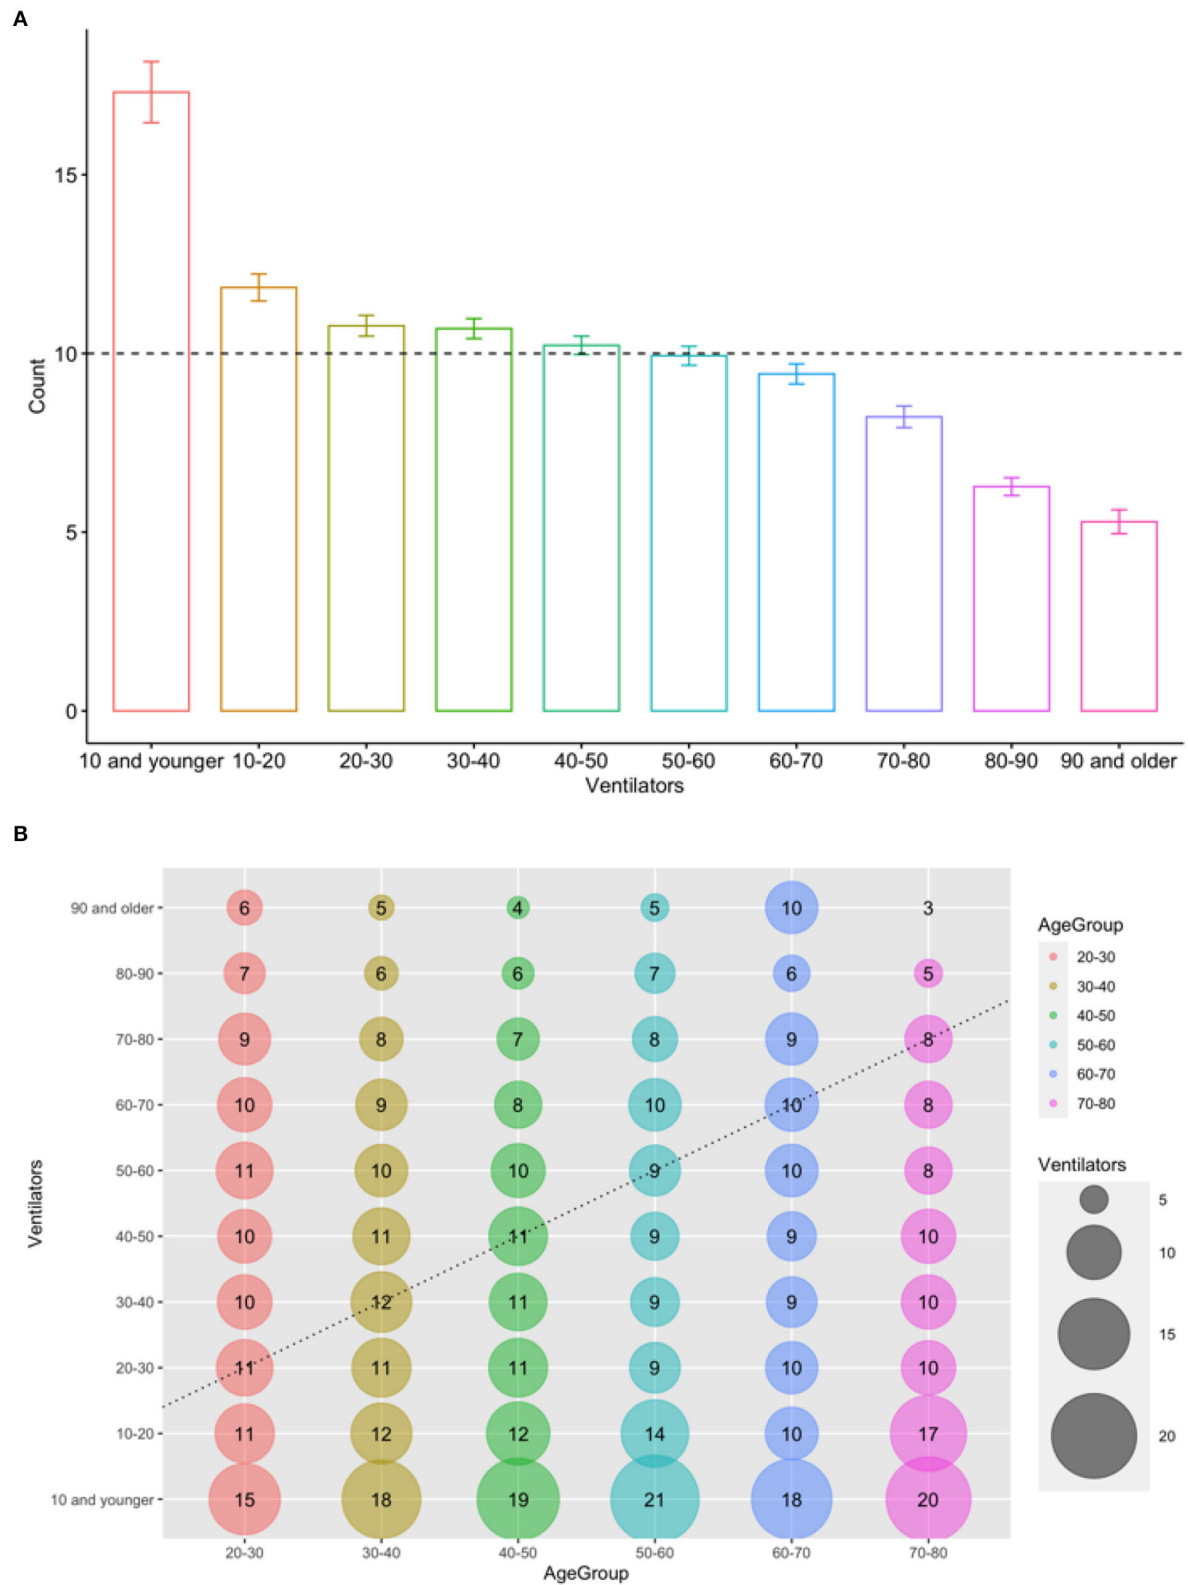 A
15
10
5
0
Count
10 and younger 10-20 20-30 30-40 40-50 50-60 60-70 70-80 80-90 90 and older
Ventilators
B
90 and older 6 5 4 5 10 3
80-90 7 6 6 7 6 5
70-80 9 8 7 8 9 8
60-70 10 9 8 10 10 8
50-60 11 10 10 9 10 8
40-50 10 11 11 9 9 10
30-40 10 12 11 9 9 10
20-30 11 11 11 9 10 10
10-20 11 12 12 14 10 17
10 and younger 15 18 19 21 18 20
Ventilators
20-30 30-40 40-50 50-60 60-70 70-80
AgeGroup
AgeGroup
20-30
30-40
40-50
50-60
60-70
70-80
Ventilators
5
10
15
20